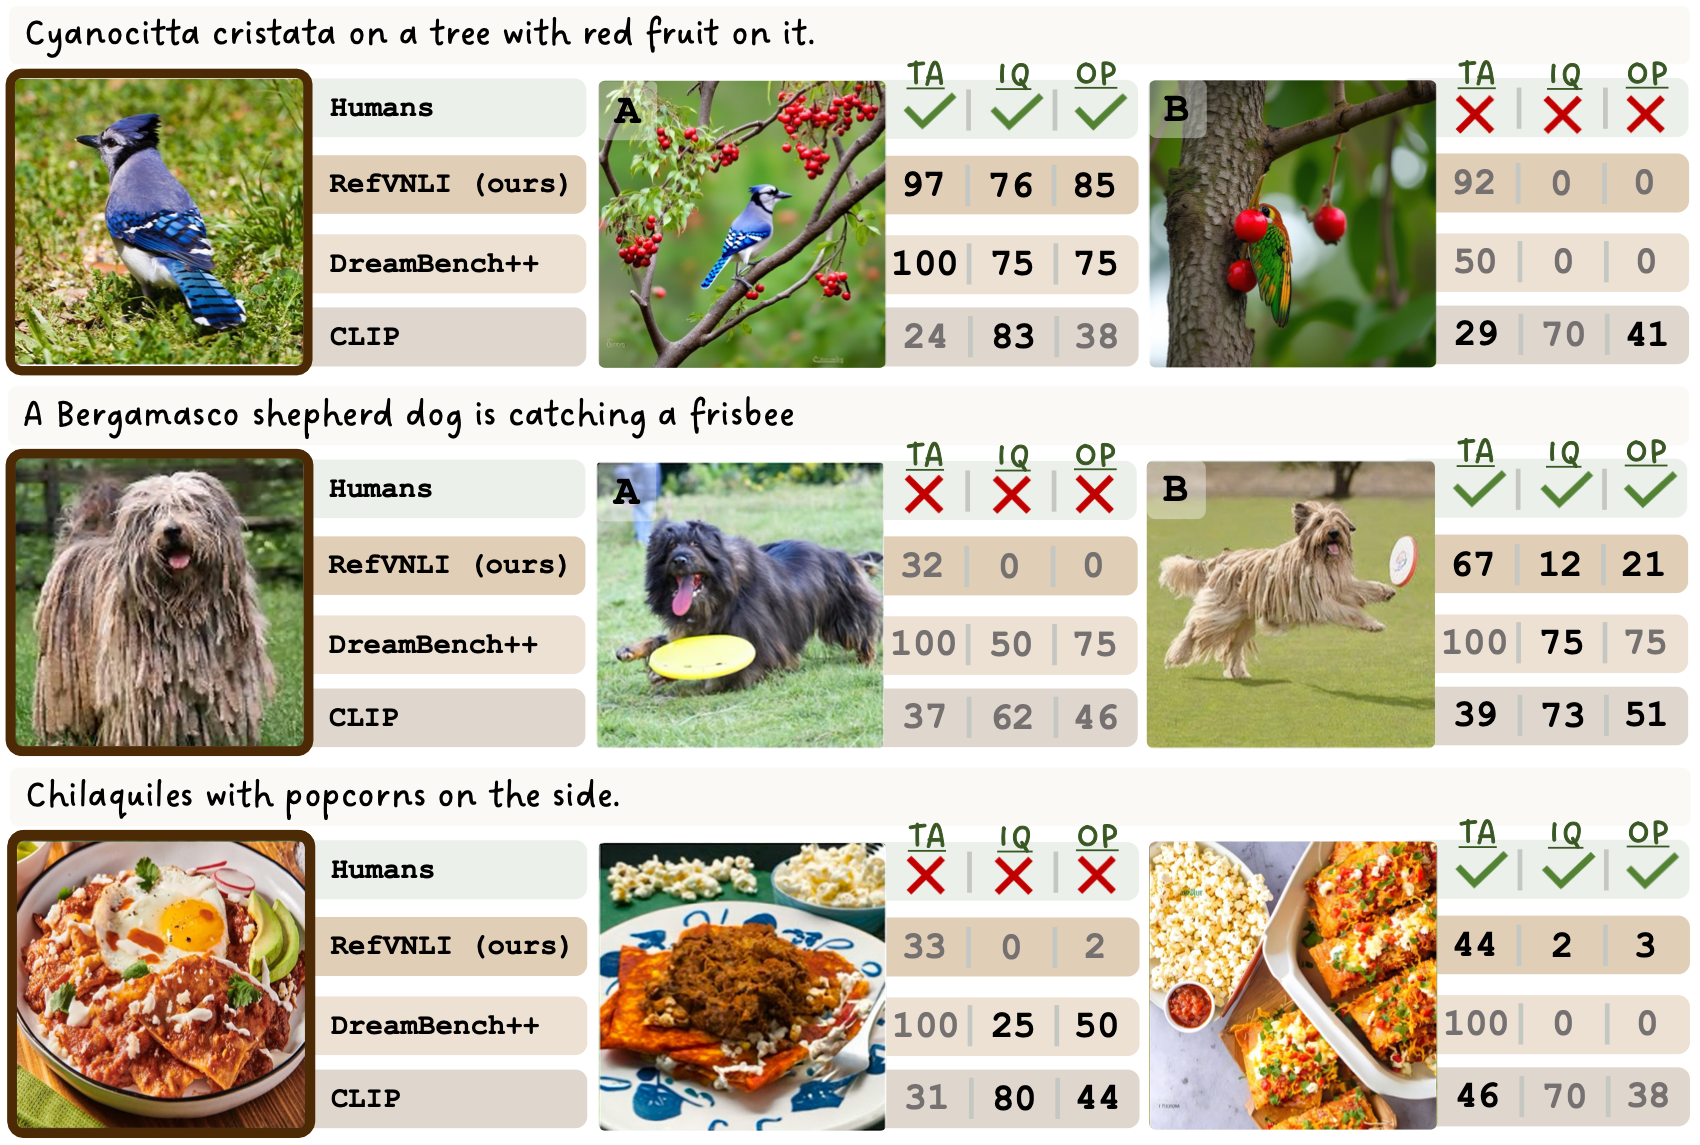 Cyanocitta cristata on a tree with red fruit on it.
TA IQ OP TA IQ OP
Humans A B
RefVNLI (ours) 97 76 85 92 0 0
DreamBench++ 100 75 75 50 0 0
CLIP 24 83 38 29 70 41
A Bergamasco shepherd dog is catching a frisbee
TA IQ OP TA IQ OP
Humans A B
RefVNLI (ours) 32 0 0 67 12 21
DreamBench++ 100 50 75 100 75 75
CLIP 37 62 46 39 73 51
Chilaquiles with popcorns on the side.
TA IQ OP TA IQ OP
Humans
RefVNLI (ours) 33 0 2 44 2 3
DreamBench++ 100 25 50 100 0 0
CLIP 31 80 44 46 70 38